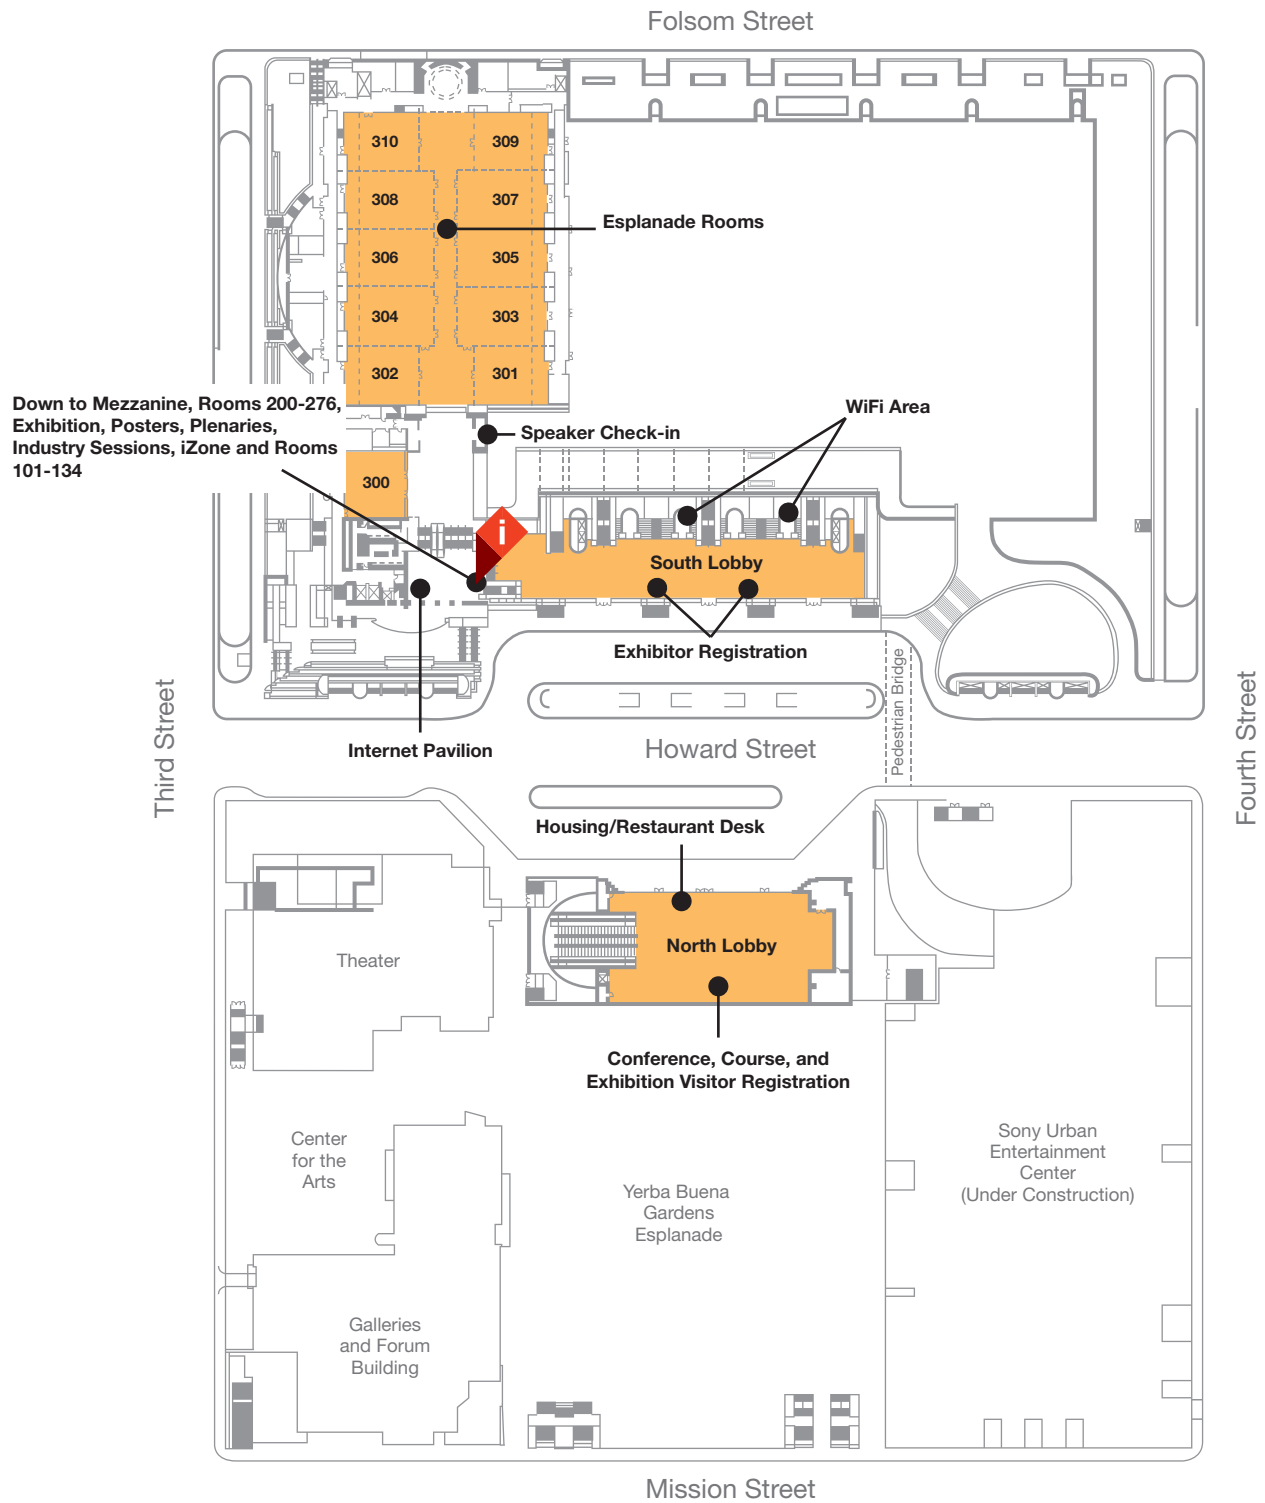 Folsom Street
310
309
308
307
Esplanade Rooms
306
305
304
303
302
301
Down to Mezzanine, Rooms 200-276,
Exhibition, Posters, Plenaries,
Industry Sessions, iZone and Rooms
101-134
WiFi Area
Speaker Check-in
300
i
South Lobby
Exhibitor Registration
Pedestrian Bridge
Third Street
Fourth Street
Internet Pavilion
Howard Street
Housing/Restaurant Desk
North Lobby
Theater
Conference, Course, and
Exhibition Visitor Registration
Center
for the
Arts
Sony Urban
Entertainment
Center
(Under Construction)
Yerba Buena
Gardens
Esplanade
Galleries
and Forum
Building
Mission Street